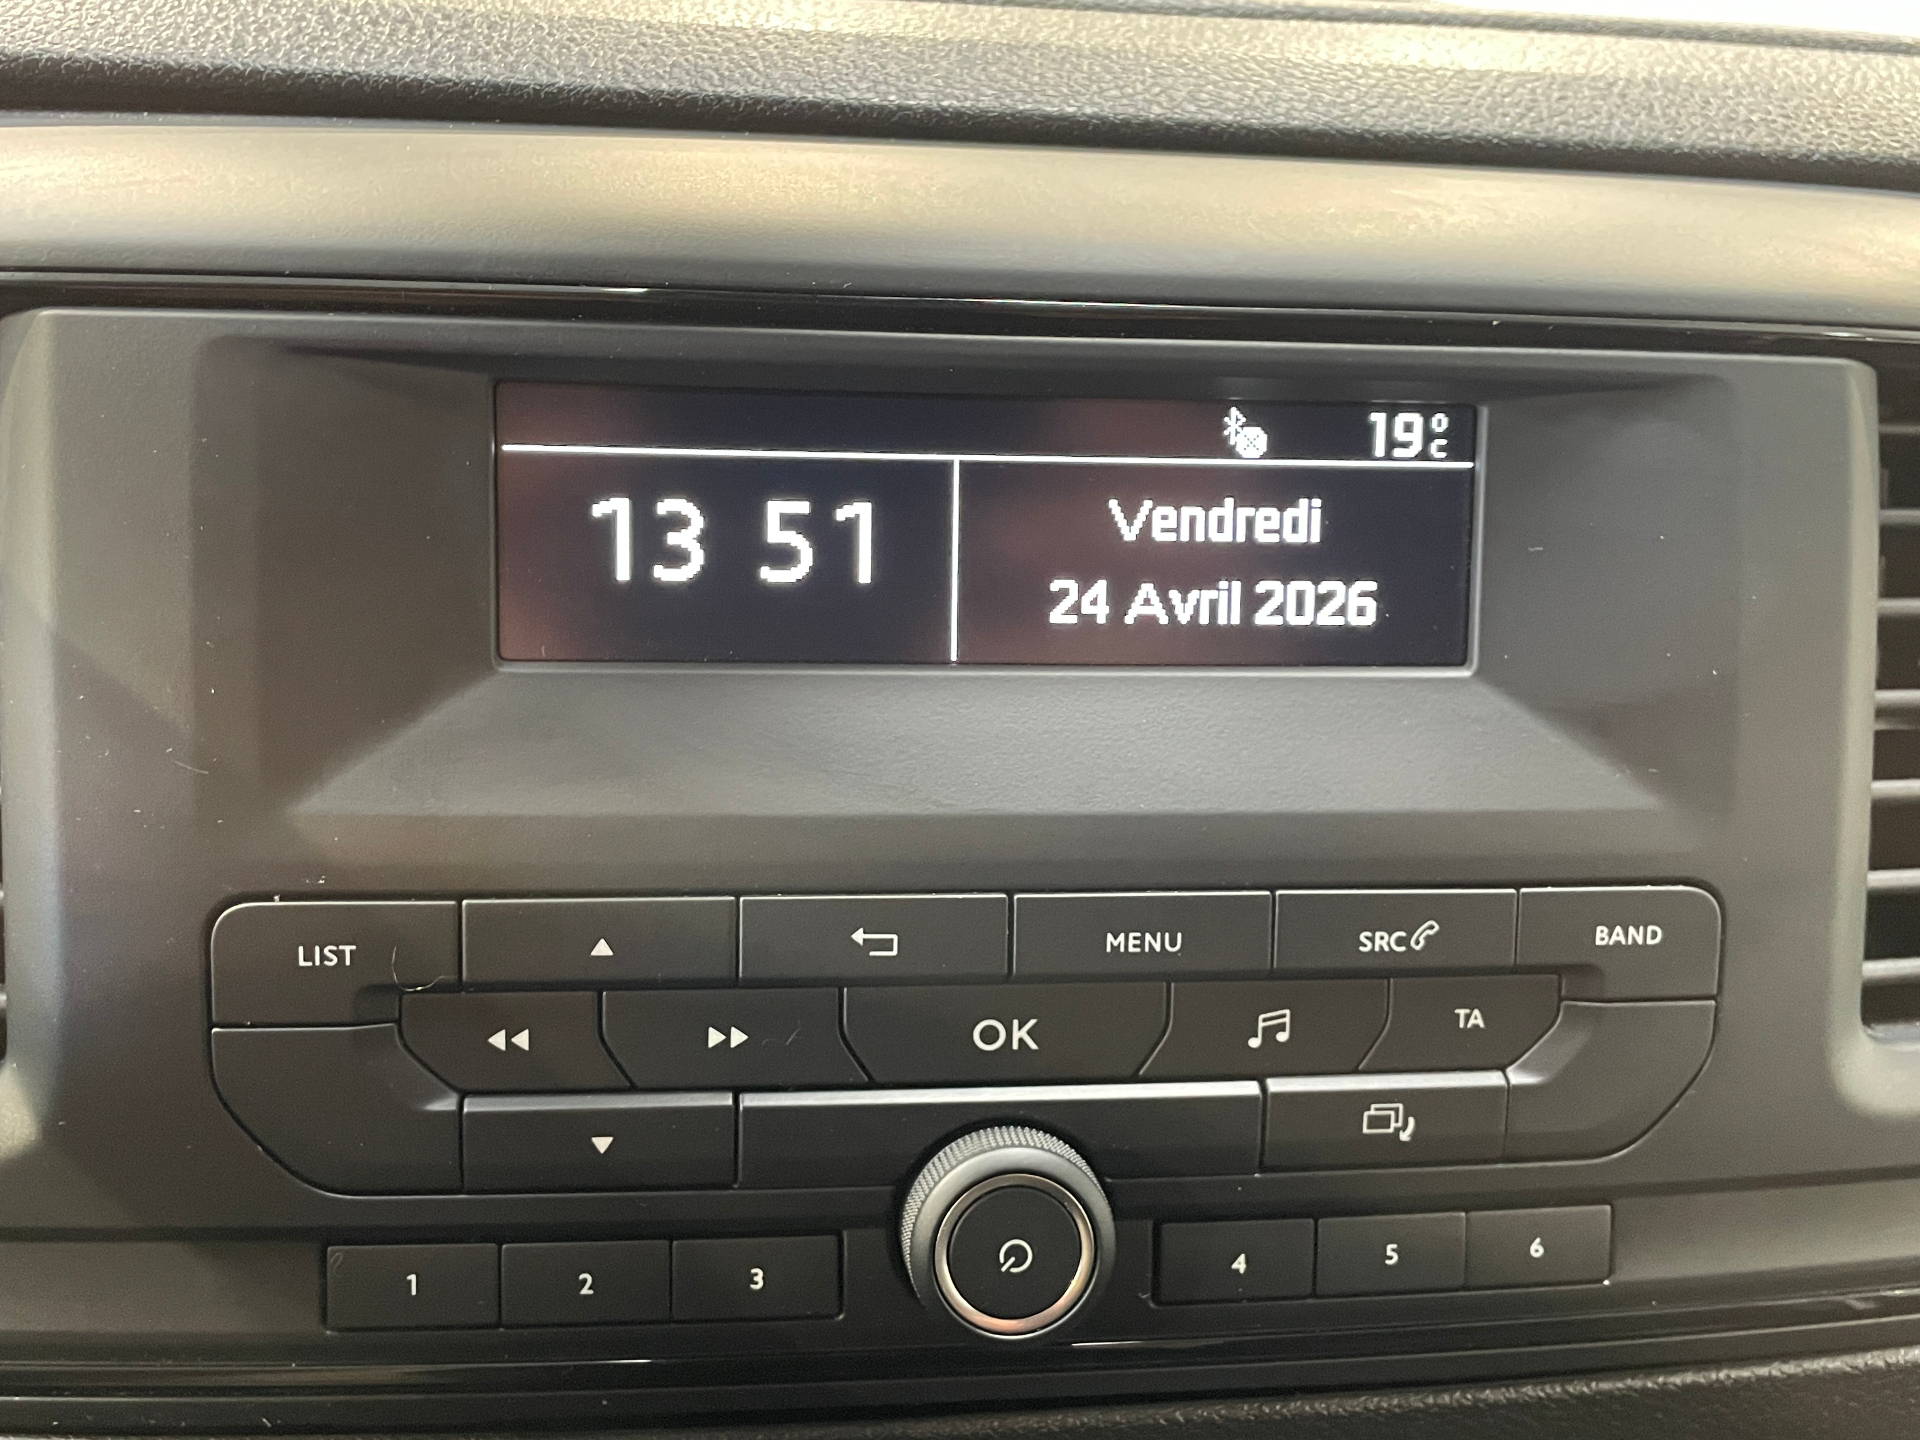 19°C
13 51
Vendredi
24 Avril 2026
LIST
MENU
SRC
BAND
OK
TA
1
2
3
4
5
6